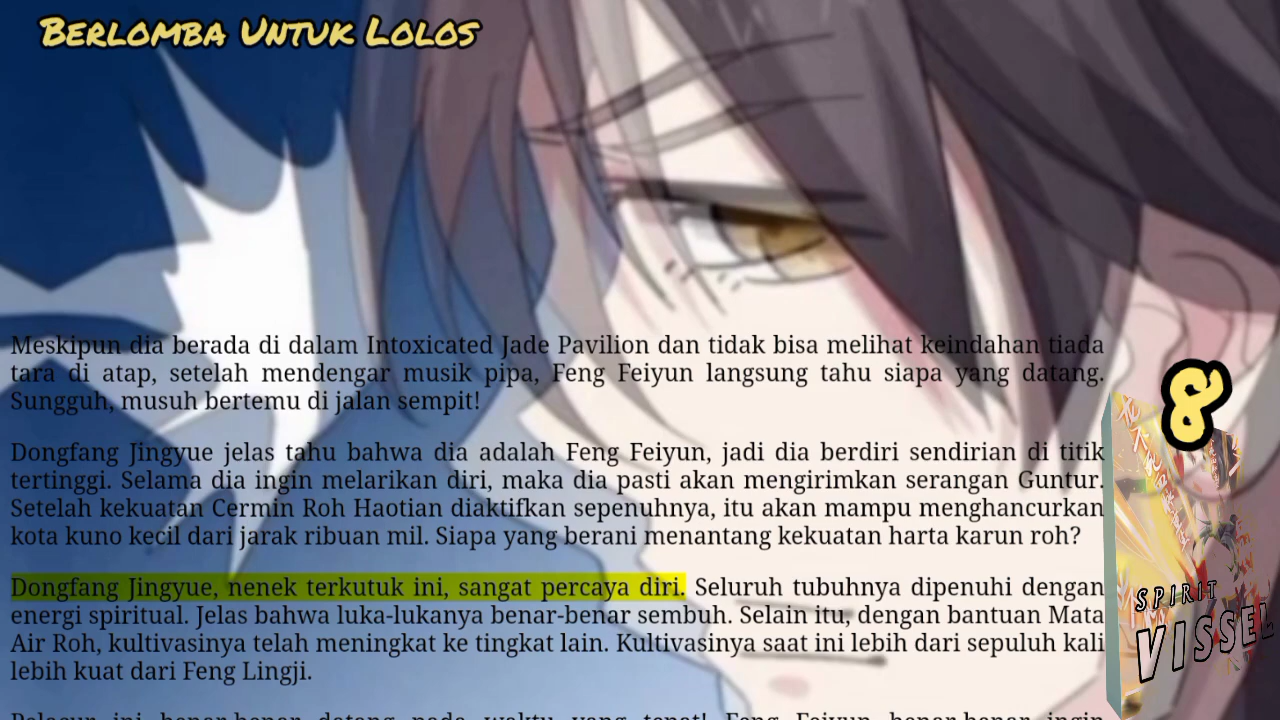 Berlomba Untuk Lolos
Meskipun dia berada di dalam Intoxicated Jade Pavilion dan tidak bisa melihat keindahan tiada
tara di atap, setelah mendengar musik pipa, Feng Feiyun langsung tahu siapa yang datang.
Sungguh, musuh bertemu di jalan sempit!
Dongfang Jingyue jelas tahu bahwa dia adalah Feng Feiyun, jadi dia berdiri sendirian di titik
tertinggi. Selama dia ingin melarikan diri, maka dia pasti akan mengirimkan serangan Guntur.
Setelah kekuatan Cermin Roh Haotian diaktifkan sepenuhnya, itu akan mampu menghancurkan
kota kuno kecil dari jarak ribuan mil. Siapa yang berani menantang kekuatan harta karun roh?
Dongfang Jingyue, nenek terkutuk ini, sangat percaya diri. Seluruh tubuhnya dipenuhi dengan
energi spiritual. Jelas bahwa luka-lukanya benar-benar sembuh. Selain itu, dengan bantuan Mata
Air Roh, kultivasinya telah meningkat ke tingkat lain. Kultivasinya saat ini lebih dari sepuluh kali
lebih kuat dari Feng Lingji.
8
SPIRIT
VISSEL